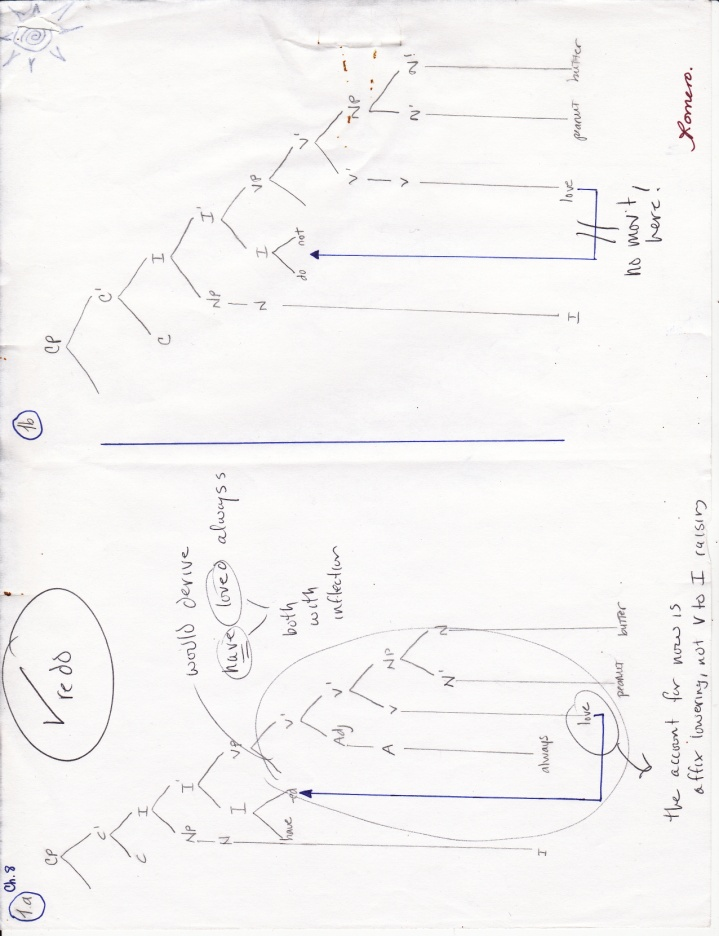 Ch. 8
1.a
✓ redo
CP
C'
C I
NP I'
N I VP
have -ed V'
Adj V'
A V NP
N' N
I always love peanut butter
would derive
have loved always
both
with
inflection
the account for now is
affix lowering, not V to I raising
1b
CP
C'
C I
NP I'
N I VP
do not V'
V' NP
V N' N'
I love peanut butter
no mov't
here!
Romero.